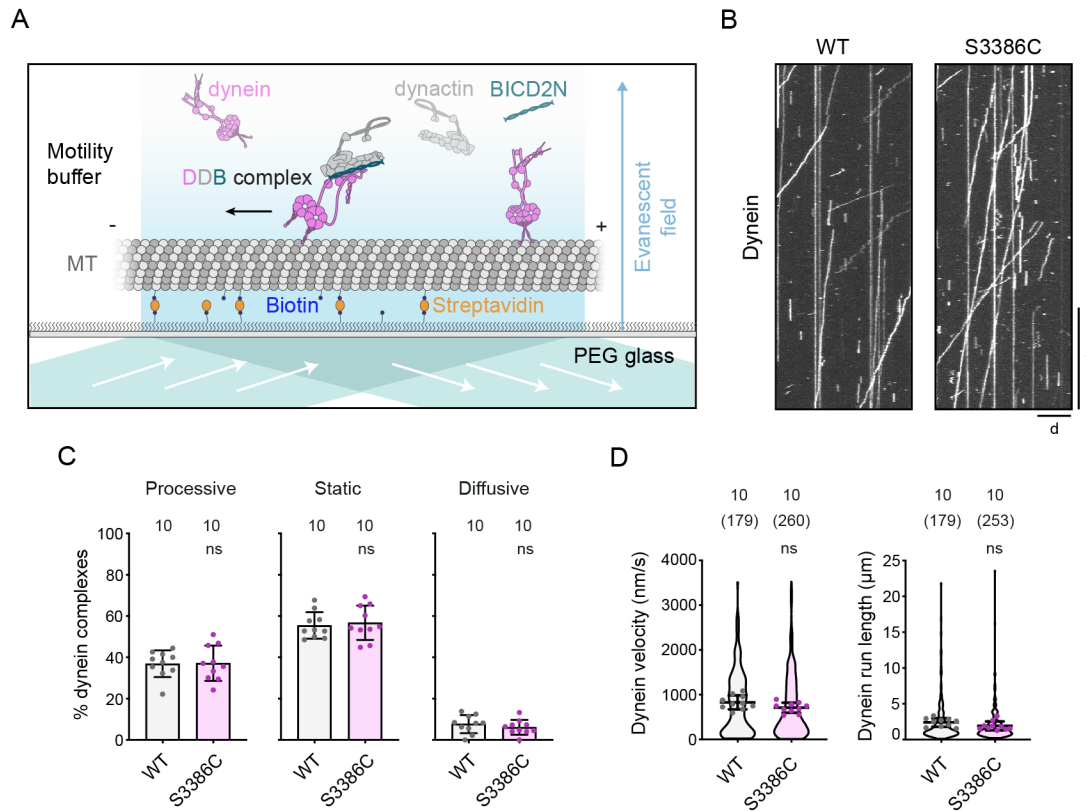 A
dynein
dynactin
BICD2N
Motility
buffer
DDB complex
Evanescent
field
-
+
MT
Biotin
Streptavidin
PEG glass
B
WT
S3386C
Dynein
d
C
Processive
Static
Diffusive
10
10
10
10
10
10
ns
ns
ns
% dynein complexes
100
80
60
40
20
0
WT
S3386C
WT
S3386C
WT
S3386C
D
10
10
(179)
(260)
ns
Dynein velocity (nm/s)
4000
3000
2000
1000
0
WT
S3386C
10
10
(179)
(253)
ns
Dynein run length (µm)
25
20
15
10
5
0
WT
S3386C